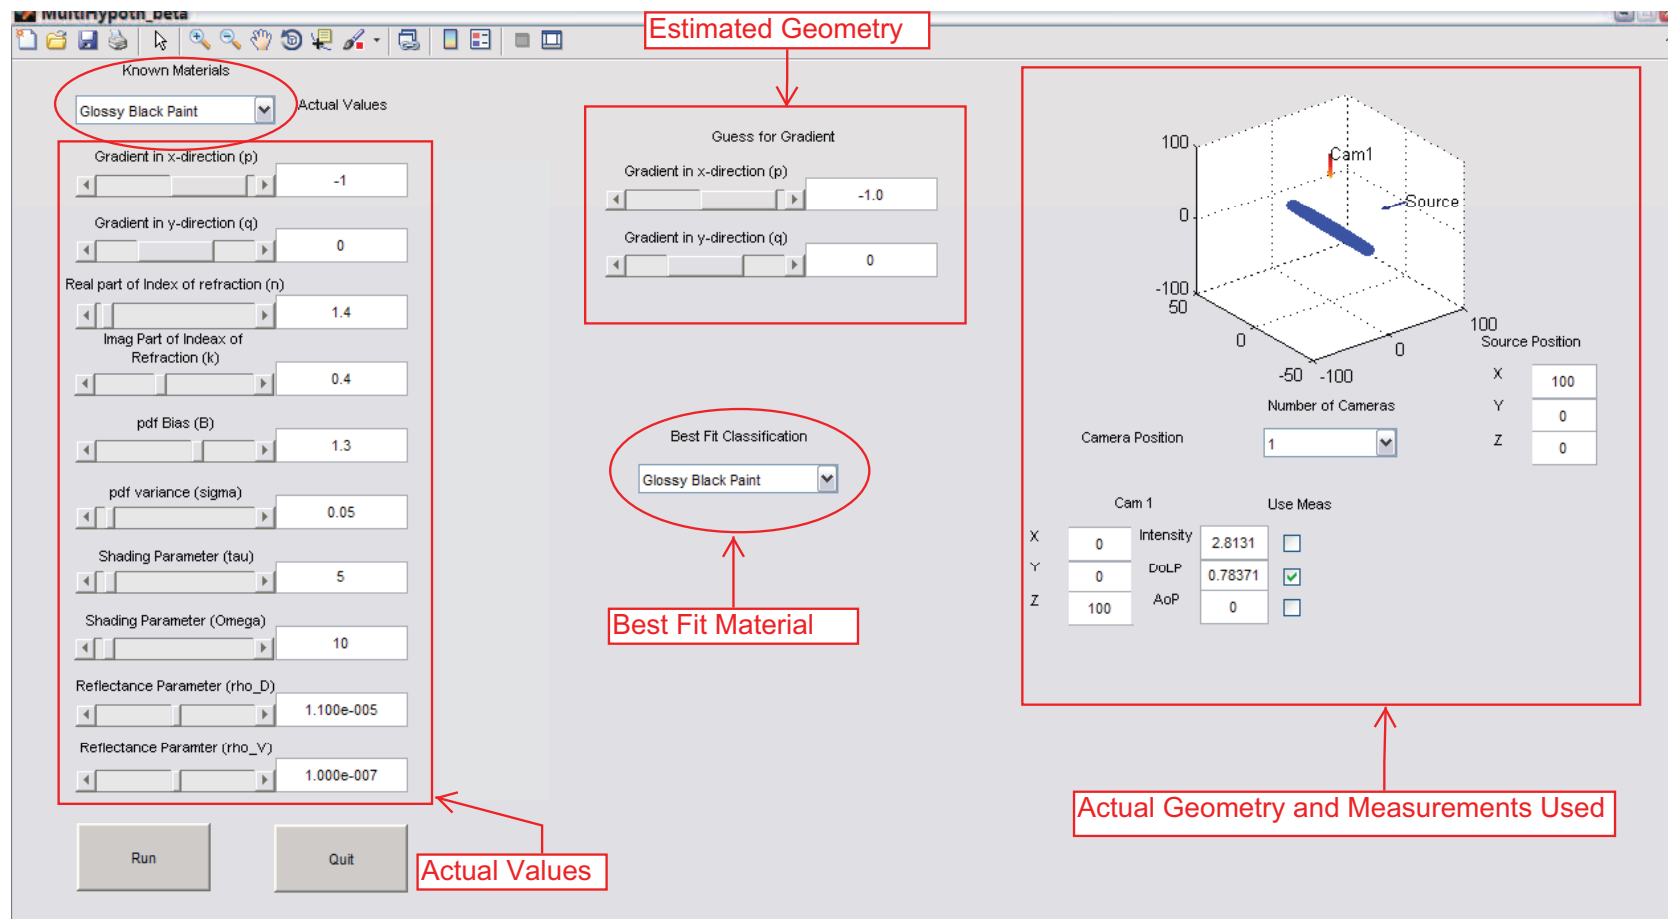 MultiHypoth_beta
Estimated Geometry
Known Materials
Glossy Black Paint
Actual Values
Gradient in x-direction (p)
-1
Gradient in y-direction (q)
0
Real part of Index of refraction (n)
1.4
Imag Part of Indeax of
Refraction (k)
0.4
pdf Bias (B)
1.3
pdf variance (sigma)
0.05
Shading Parameter (tau)
5
Shading Parameter (Omega)
10
Reflectance Parameter (rho_D)
1.100e-005
Reflectance Paramter (rho_V)
1.000e-007
Run
Quit
Actual Values
Guess for Gradient
Gradient in x-direction (p)
-1.0
Gradient in y-direction (q)
0
Best Fit Classification
Glossy Black Paint
Best Fit Material
100
0
-100
50
0
-50
-100
0
100
Cam1
Source
Source Position
X
100
Y
0
Z
0
Number of Cameras
Camera Position
1
Cam 1
Use Meas
X
0
Intensity
2.8131
Y
0
DoLP
0.78371
Z
100
AoP
0
Actual Geometry and Measurements Used